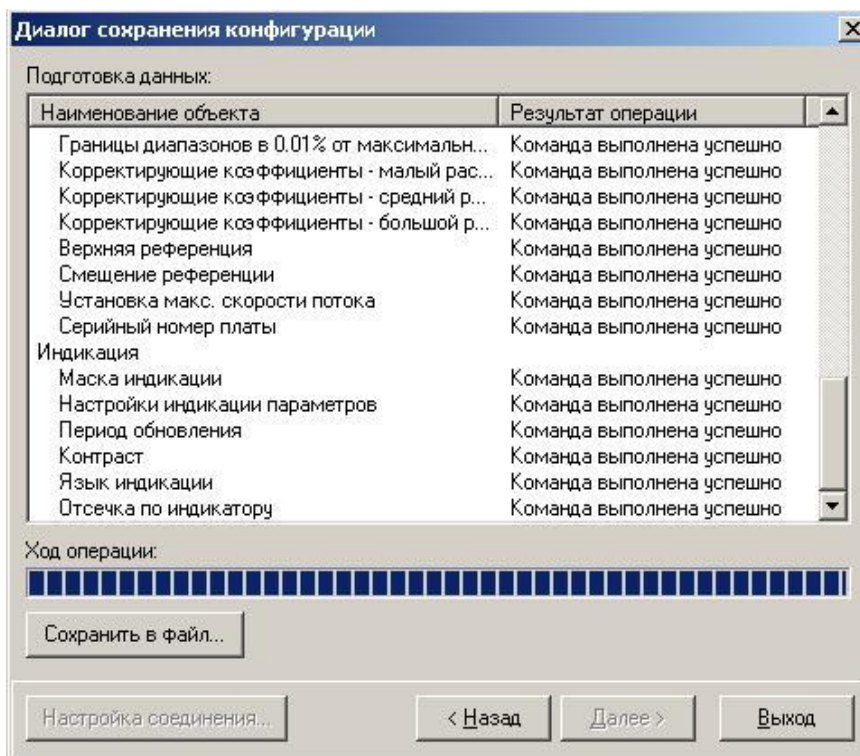 Диалог сохранения конфигурации
Подготовка данных:
Наименование объекта Результат операции
Границы диапазонов в 0.01% от максимальн... Команда выполнена успешно
Корректирующие коэффициенты - малый рас... Команда выполнена успешно
Корректирующие коэффициенты - средний р... Команда выполнена успешно
Корректирующие коэффициенты - большой р... Команда выполнена успешно
Верхняя референция Команда выполнена успешно
Смещение референции Команда выполнена успешно
Установка макс. скорости потока Команда выполнена успешно
Серийный номер платы Команда выполнена успешно
Индикация
Маска индикации Команда выполнена успешно
Настройки индикации параметров Команда выполнена успешно
Период обновления Команда выполнена успешно
Контраст Команда выполнена успешно
Язык индикации Команда выполнена успешно
Отсечка по индикатору Команда выполнена успешно
Ход операции:
Сохранить в файл...
Настройка соединения... < Назад Далее > Выход